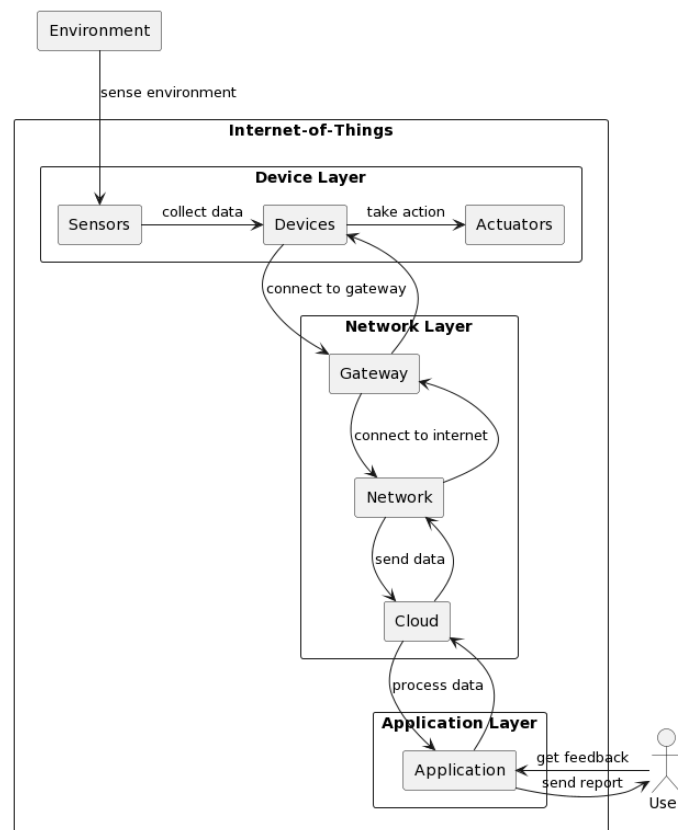 Environment
sense environment
Internet-of-Things
Device Layer
Sensors
collect data
Devices
take action
Actuators
connect to gateway
Network Layer
Gateway
connect to internet
Network
send data
Cloud
process data
Application Layer
Application
get feedback
send report
Use